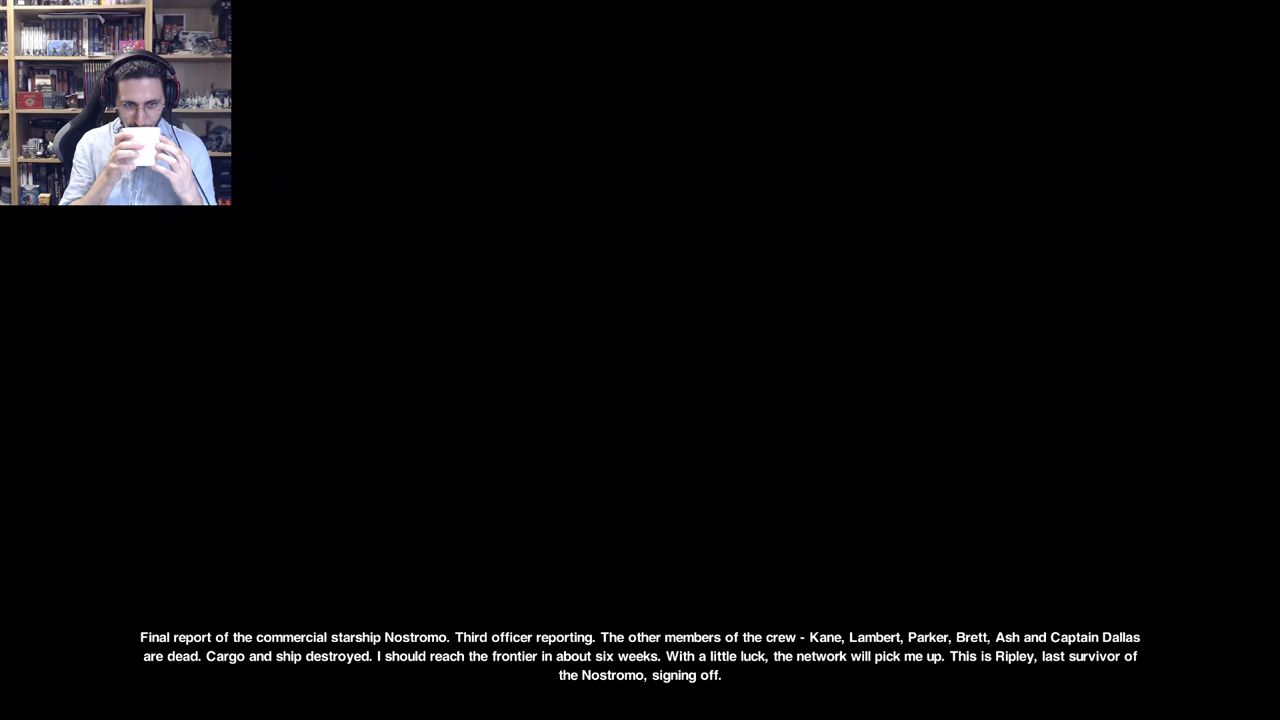 Final report of the commercial starship Nostromo. Third officer reporting. The other members of the crew - Kane, Lambert, Parker, Brett, Ash and Captain Dallas
are dead. Cargo and ship destroyed. I should reach the frontier in about six weeks. With a little luck, the network will pick me up. This is Ripley, last survivor of
the Nostromo, signing off.